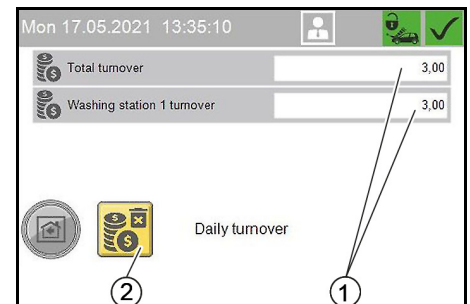 Mon 17.05.2021 13:35:10
Total turnover 3,00
Washing station 1 turnover 3,00
Daily turnover
2 1